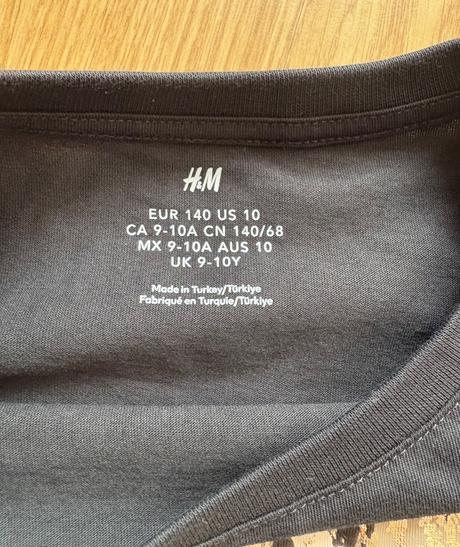 H&M
EUR 140 US 10
CA 9-10A CN 140/68
MX 9-10A AUS 10
UK 9-10Y
Made in Turkey/Türkiye
Fabriqué en Turquie/Türkiye